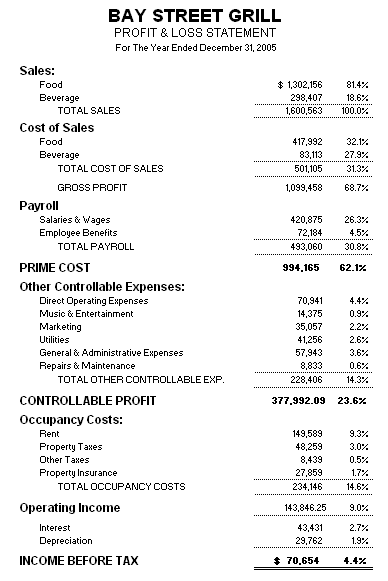 BAY STREET GRILL
PROFIT & LOSS STATEMENT
For The Year Ended December 31, 2005
Sales:
Food $ 1,302,156 81.4%
Beverage 298,407 18.6%
TOTAL SALES 1,600,563 100.0%
Cost of Sales
Food 417,992 32.1%
Beverage 83,113 27.9%
TOTAL COST OF SALES 501,105 31.3%
GROSS PROFIT 1,099,458 68.7%
Payroll
Salaries & Wages 420,875 26.3%
Employee Benefits 72,184 4.5%
TOTAL PAYROLL 493,060 30.8%
PRIME COST 994,165 62.1%
Other Controllable Expenses:
Direct Operating Expenses 70,941 4.4%
Music & Entertainment 14,375 0.9%
Marketing 35,057 2.2%
Utilities 41,256 2.6%
General & Administrative Expenses 57,943 3.6%
Repairs & Maintenance 8,833 0.6%
TOTAL OTHER CONTROLLABLE EXP. 228,406 14.3%
CONTROLLABLE PROFIT 377,992.09 23.6%
Occupancy Costs:
Rent 149,589 9.3%
Property Taxes 48,259 3.0%
Other Taxes 8,439 0.5%
Property Insurance 27,859 1.7%
TOTAL OCCUPANCY COSTS 234,146 14.6%
Operating Income 143,846.25 9.0%
Interest 43,431 2.7%
Depreciation 29,762 1.9%
INCOME BEFORE TAX $ 70,654 4.4%